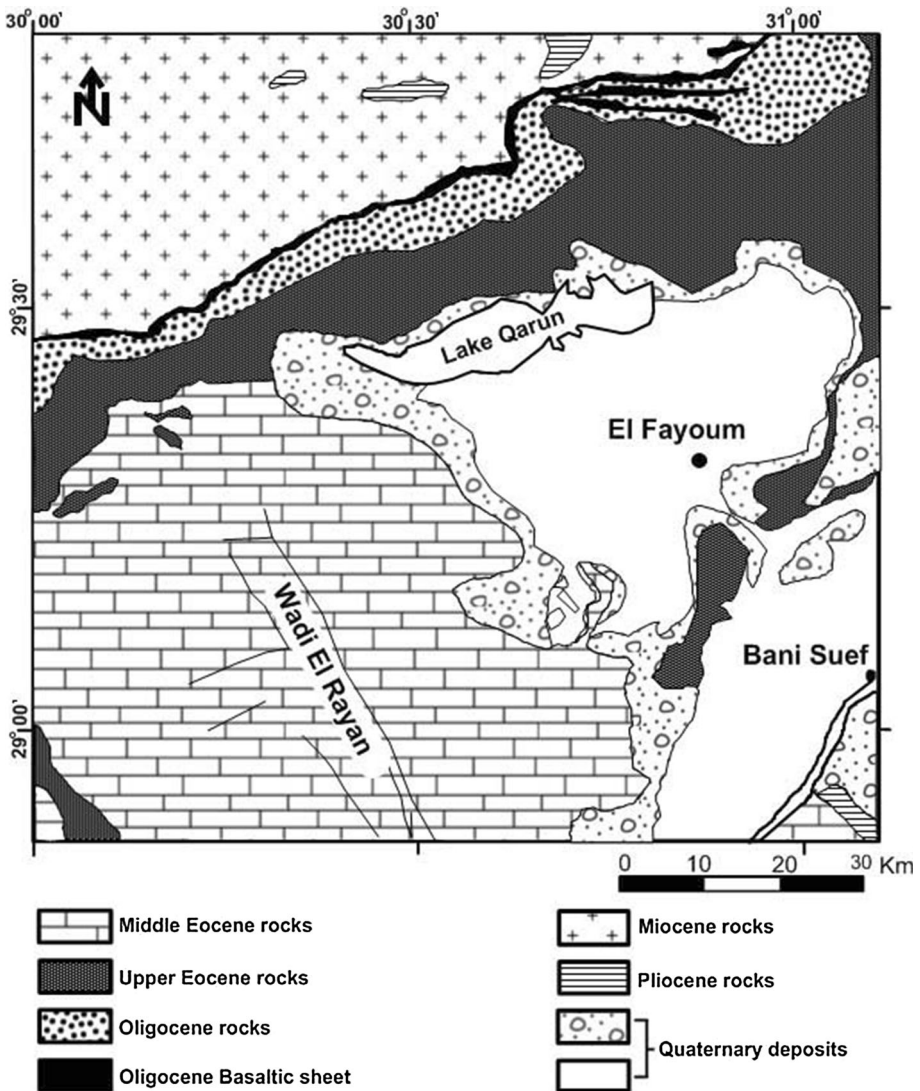 30° 00'
30° 30'
31° 00'
N
29° 30'
Lake Qarun
El Fayoum
Wadi El Rayan
Bani Suef
29° 00'
0 10 20 30 Km
Middle Eocene rocks
Upper Eocene rocks
Oligocene rocks
Oligocene Basaltic sheet
Miocene rocks
Pliocene rocks
Quaternary deposits